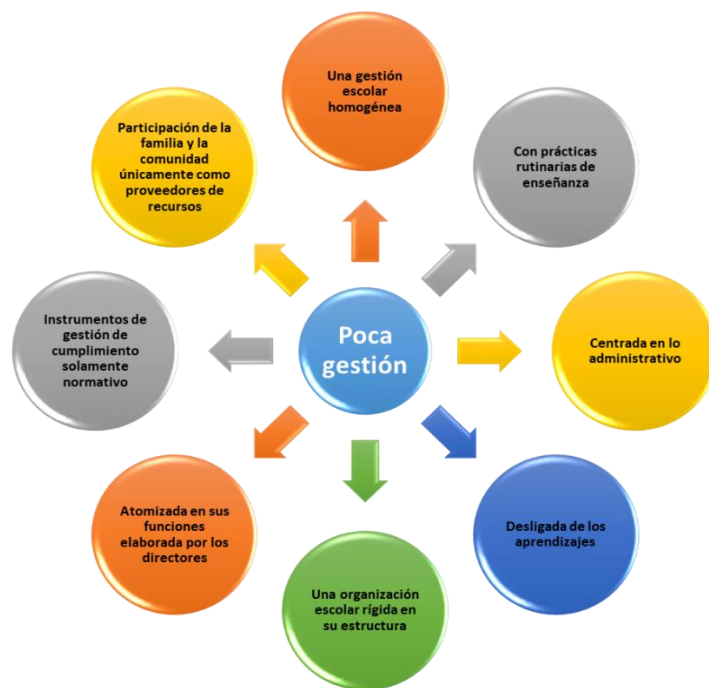 Una gestión
escolar
homogénea
Con prácticas
rutinarias de
enseñanza
Centrada en lo
administrativo
Desligada de los
aprendizajes
Una organización
escolar rígida en
su estructura
Atomizada en sus
funciones
elaborada por los
directores
Instrumentos de
gestión de
cumplimiento
solamente
normativo
Participación de la
familia y la
comunidad
únicamente como
proveedores de
recursos
Poca
gestión